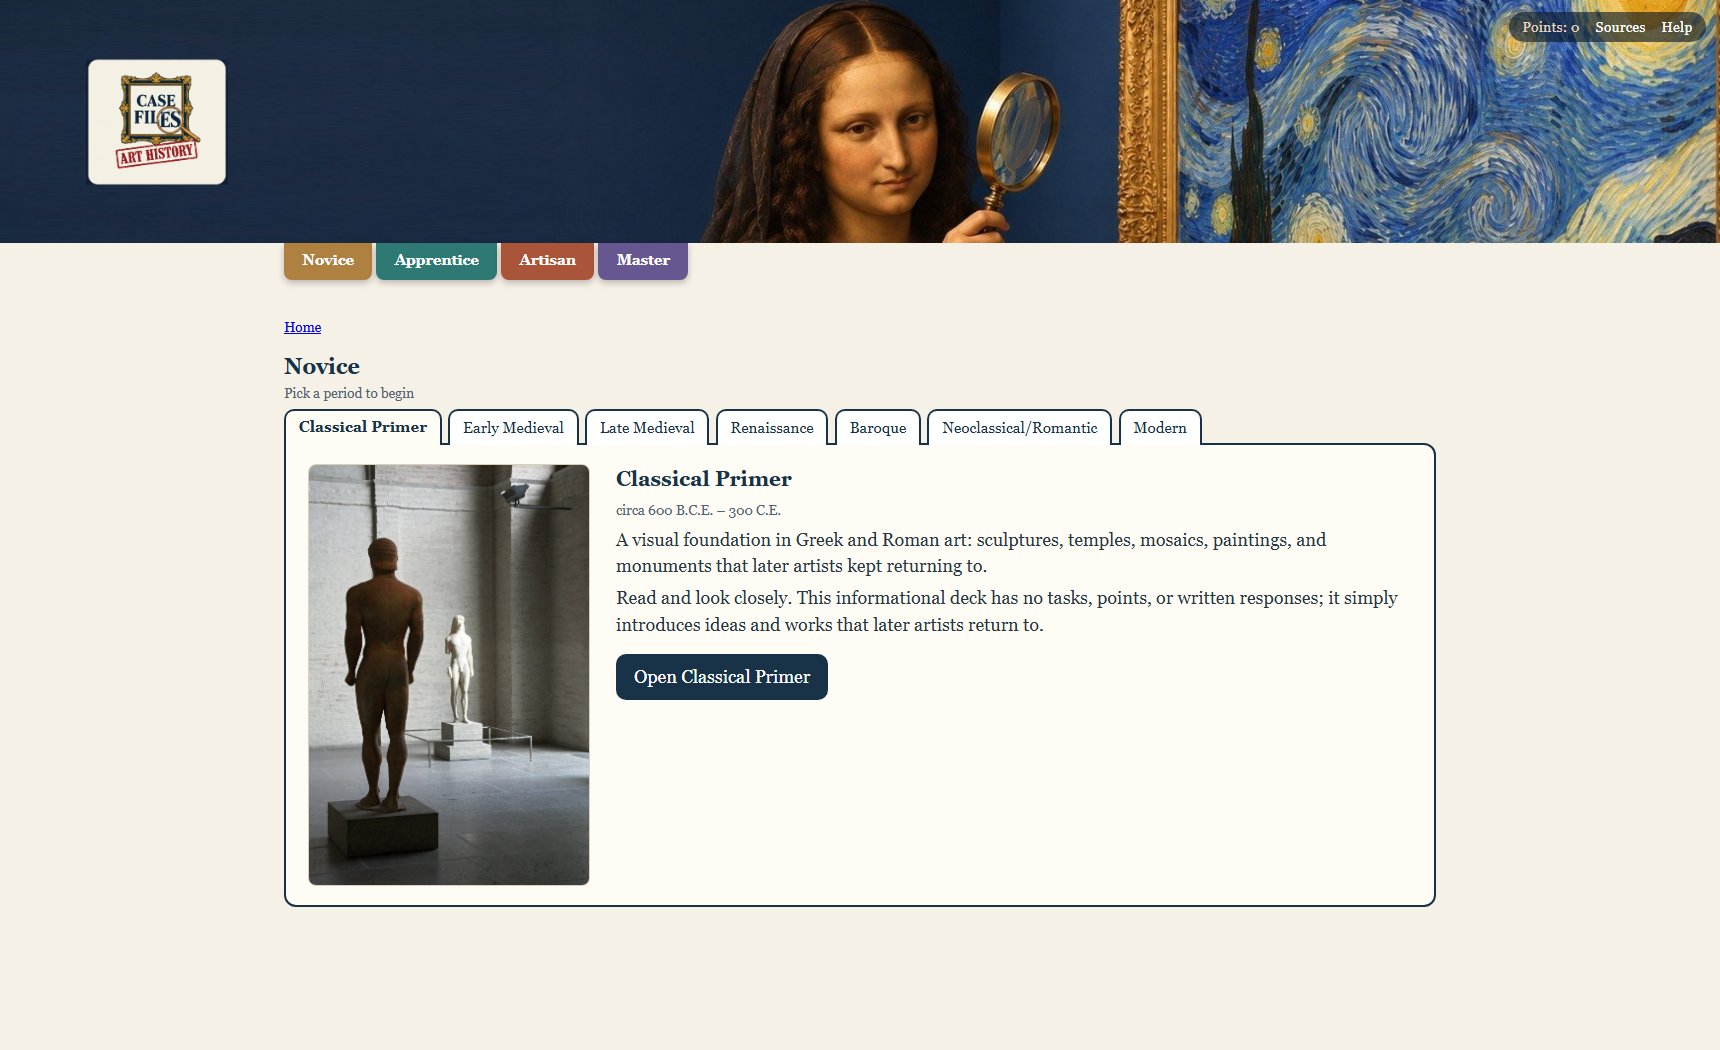 Points: 0 Sources Help
CASE
FILES
ART HISTORY
Novice Apprentice Artisan Master
Home
Novice
Pick a period to begin
Classical Primer Early Medieval Late Medieval Renaissance Baroque Neoclassical/Romantic Modern
Classical Primer
circa 600 B.C.E. – 300 C.E.
A visual foundation in Greek and Roman art: sculptures, temples, mosaics, paintings, and
monuments that later artists kept returning to.
Read and look closely. This informational deck has no tasks, points, or written responses; it simply
introduces ideas and works that later artists return to.
Open Classical Primer